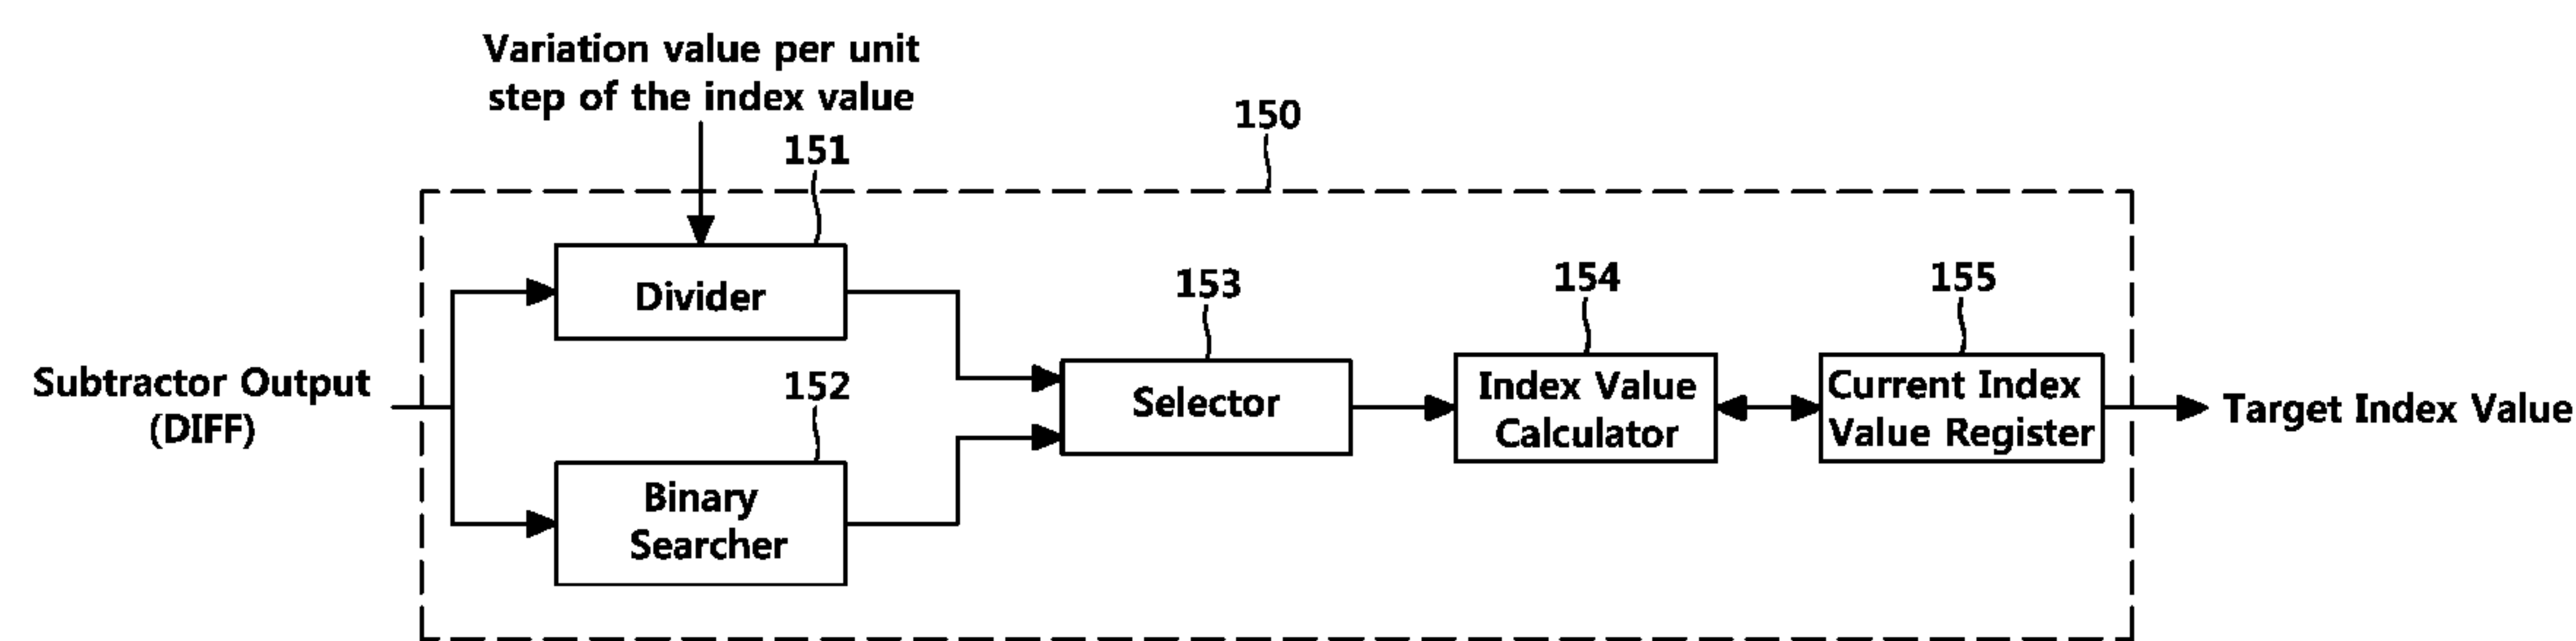 Variation value per unit
step of the index value
150
151
Divider
153
154
155
Subtractor Output
(DIFF)
152
Selector
Index Value
Calculator
Current Index
Value Register
Target Index Value
Binary
Searcher